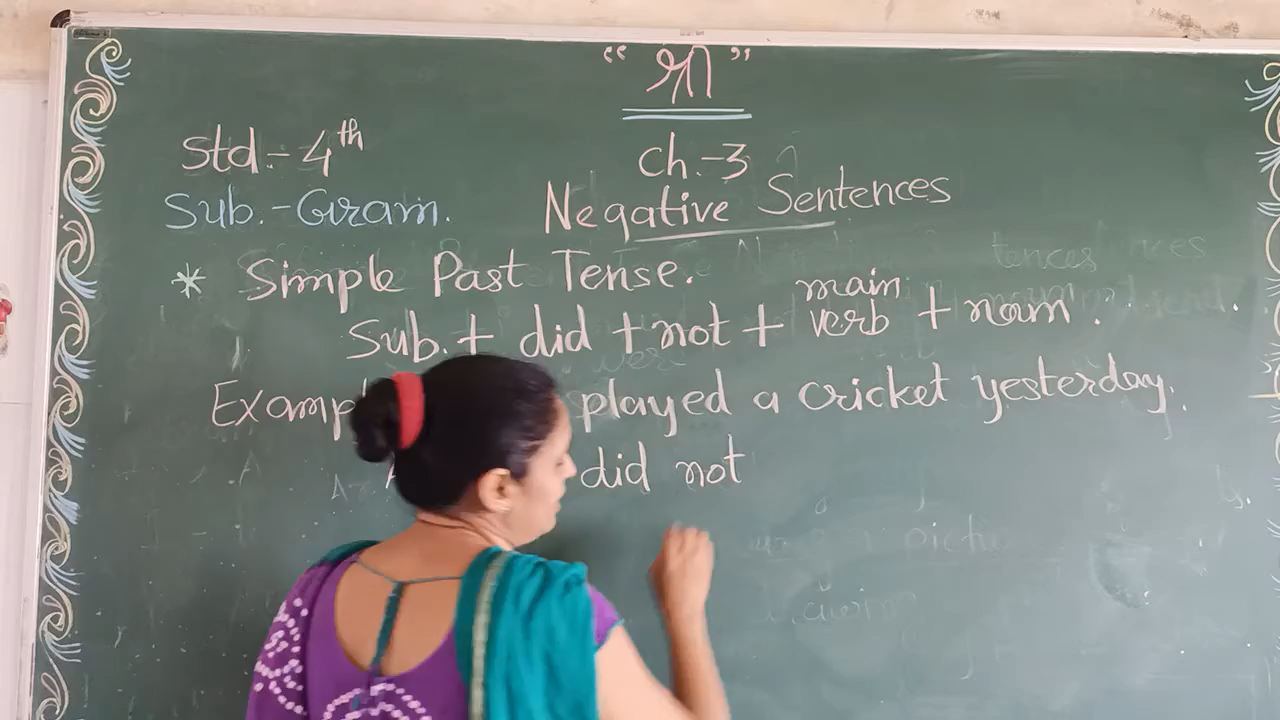 “ श्री ”
Std.- 4th
Ch.-3
Sub.-Gram.
Negative Sentences
* Simple Past Tense.
Sub. + did + not + main verb + noun.
played a cricket yesterday.
did not